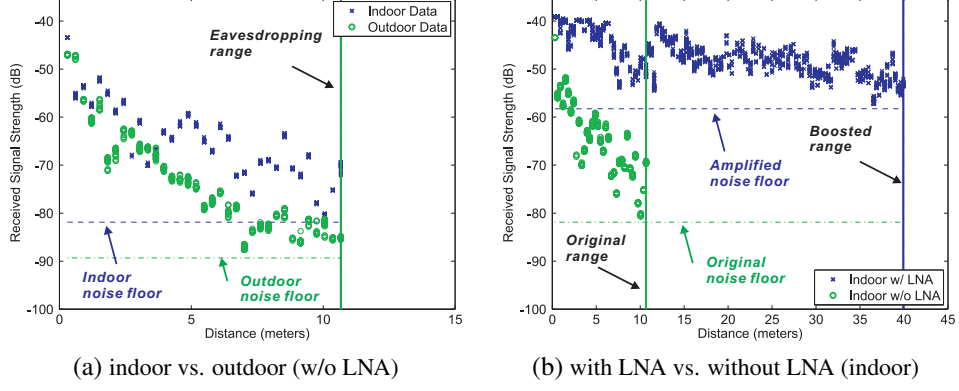 Indoor Data
Outdoor Data
Eavesdropping
range
Indoor
noise floor
Outdoor
noise floor
Received Signal Strength (dB)
-40
-50
-60
-70
-80
-90
-100
0
5
10
15
Distance (meters)
(a) indoor vs. outdoor (w/o LNA)
Amplified
noise floor
Boosted
range
Original
range
Original
noise floor
Indoor w/ LNA
Indoor w/o LNA
Received Signal Strength (dB)
-40
-50
-60
-70
-80
-90
-100
0
5
10
15
20
25
30
35
40
45
Distance (meters)
(b) with LNA vs. without LNA (indoor)